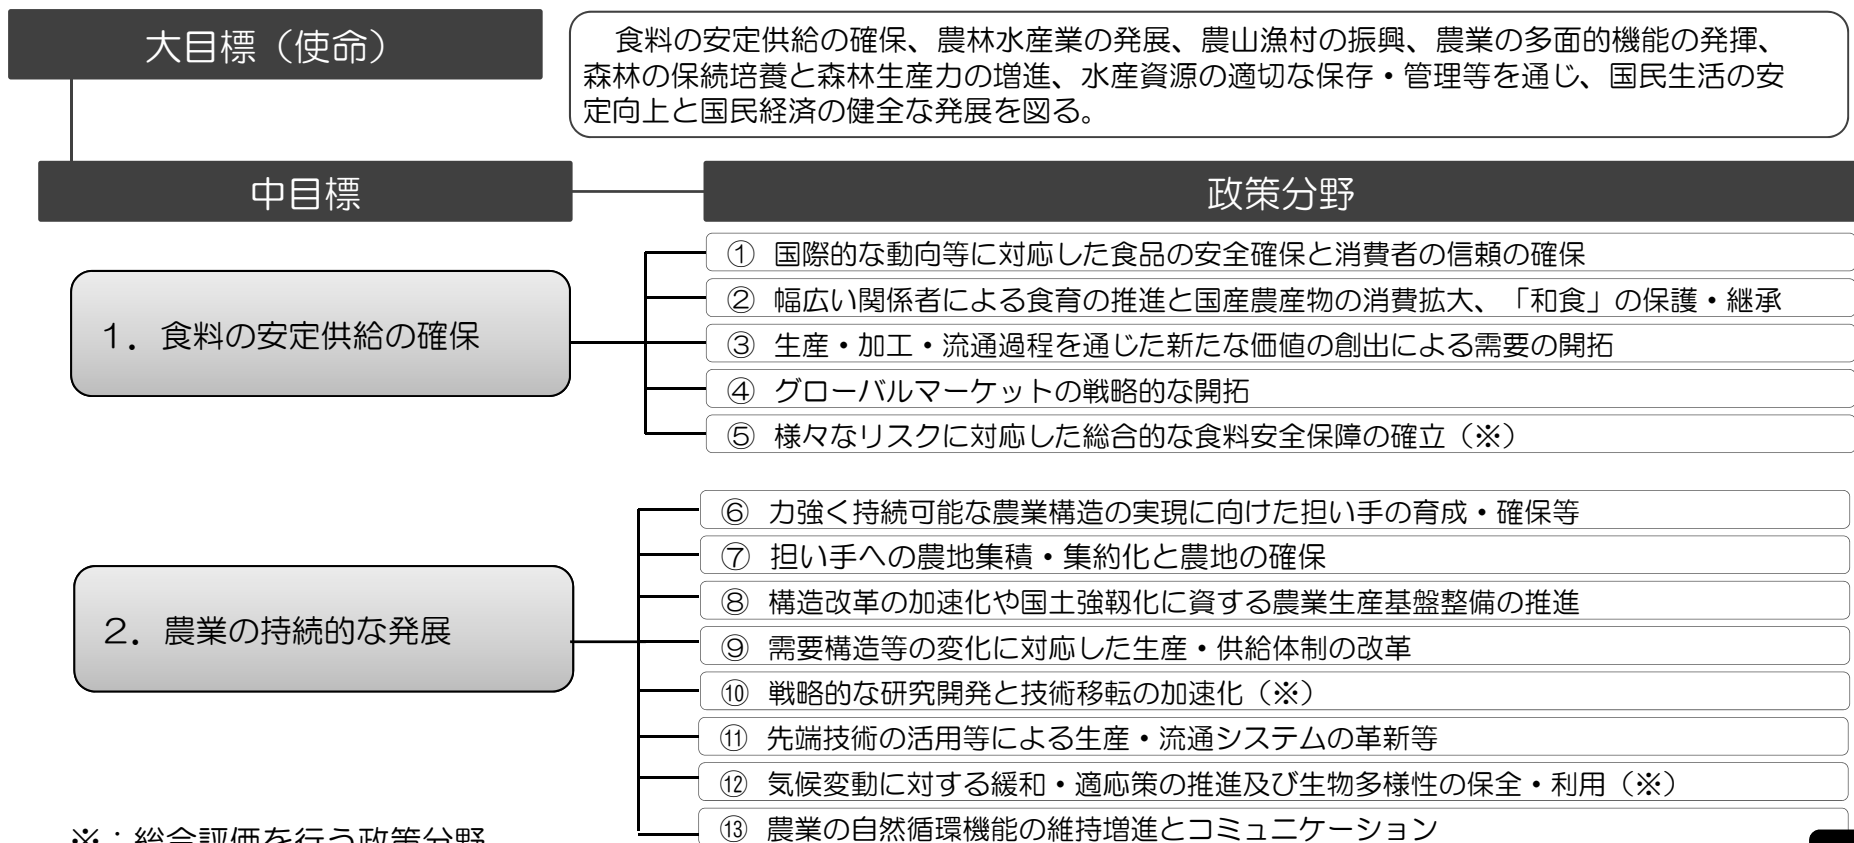 大目標（使命）
　食料の安定供給の確保、農林水産業の発展、農山漁村の振興、農業の多面的機能の発揮、
森林の保続培養と森林生産力の増進、水産資源の適切な保存・管理等を通じ、国民生活の安
定向上と国民経済の健全な発展を図る。
中目標
政策分野
１．食料の安定供給の確保
① 国際的な動向等に対応した食品の安全確保と消費者の信頼の確保
② 幅広い関係者による食育の推進と国産農産物の消費拡大、「和食」の保護・継承
③ 生産・加工・流通過程を通じた新たな価値の創出による需要の開拓
④ グローバルマーケットの戦略的な開拓
⑤ 様々なリスクに対応した総合的な食料安全保障の確立（※）
２．農業の持続的な発展
⑥ 力強く持続可能な農業構造の実現に向けた担い手の育成・確保等
⑦ 担い手への農地集積・集約化と農地の確保
⑧ 構造改革の加速化や国土強靱化に資する農業生産基盤整備の推進
⑨ 需要構造等の変化に対応した生産・供給体制の改革
⑩ 戦略的な研究開発と技術移転の加速化（※）
⑪ 先端技術の活用等による生産・流通システムの革新等
⑫ 気候変動に対する緩和・適応策の推進及び生物多様性の保全・利用（※）
⑬ 農業の自然循環機能の維持増進とコミュニケーション
※：総合評価を行う政策分野